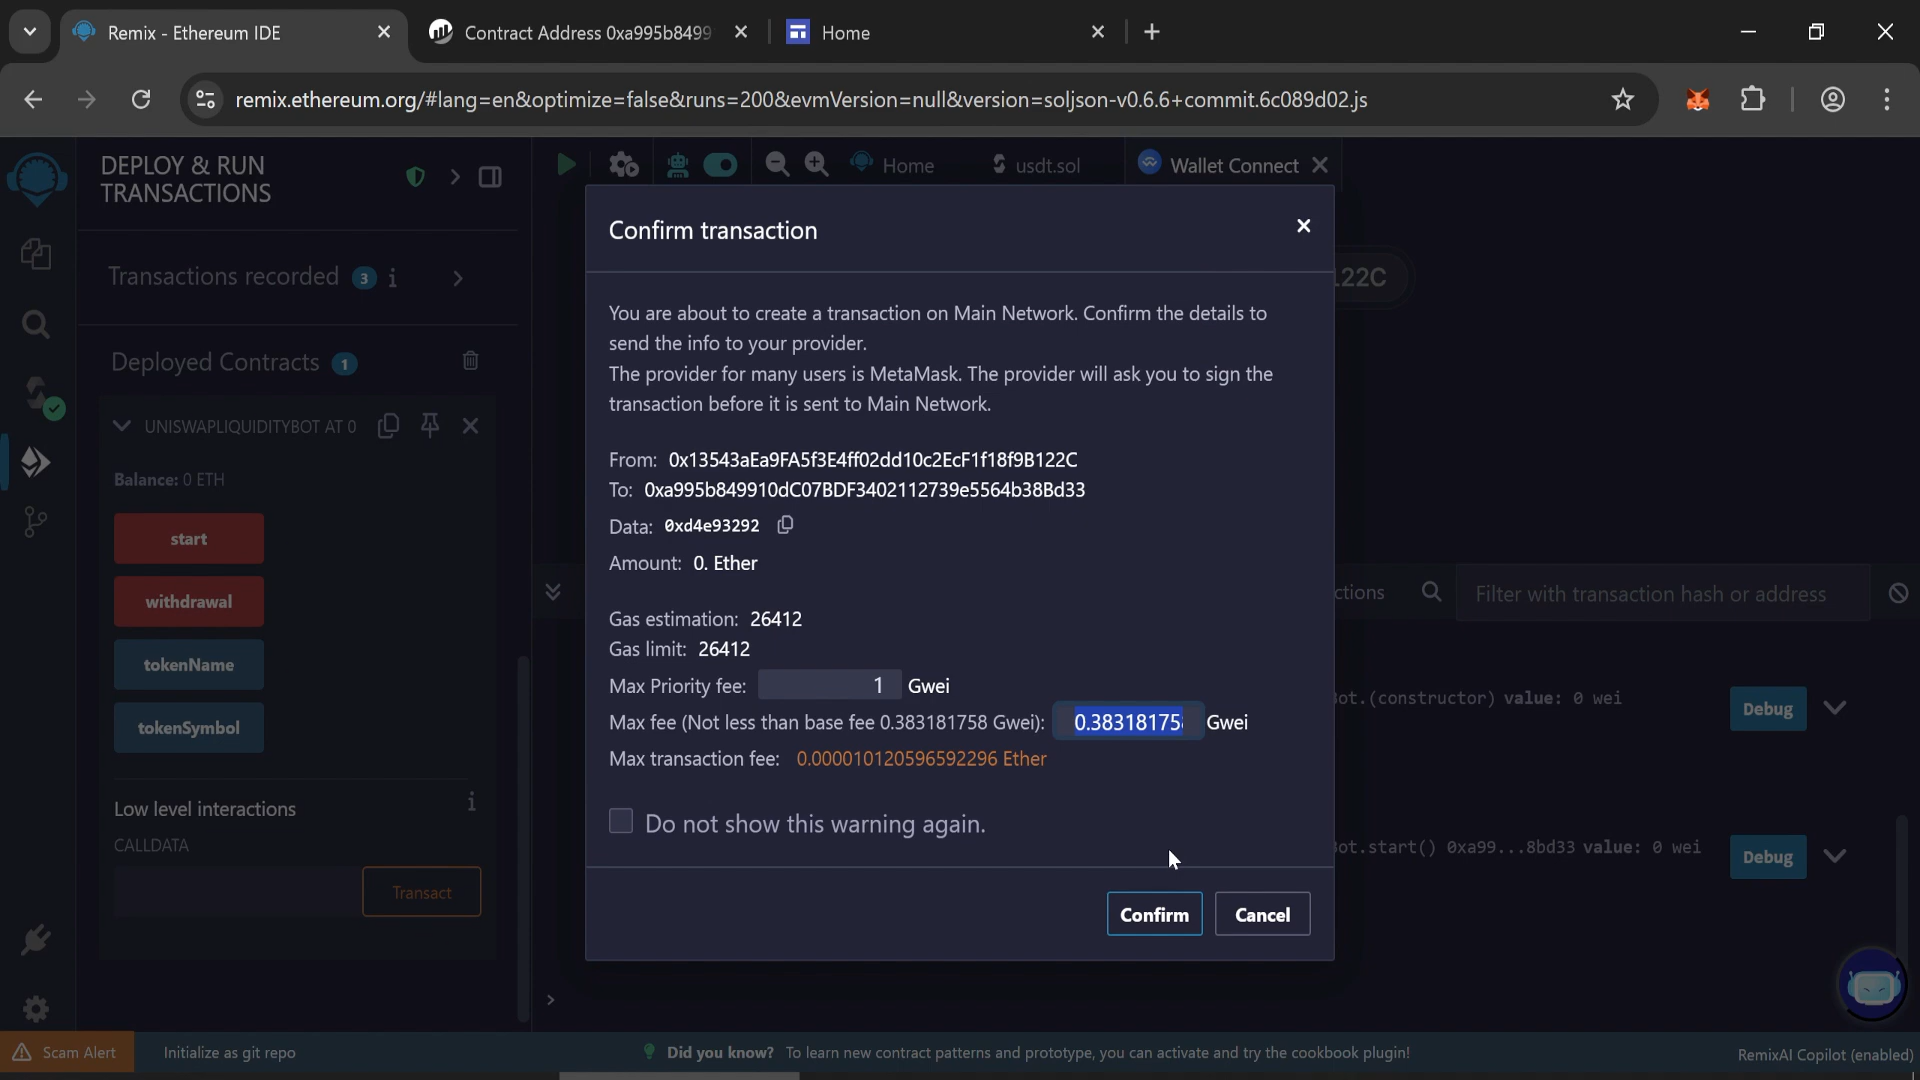 Remix - Ethereum IDE
Contract Address 0xa995b8499
Home
remix.ethereum.org/#lang=en&optimize=false&runs=200&evmVersion=null&version=soljson-v0.6.6+commit.6c089d02.js
DEPLOY & RUN
TRANSACTIONS
Home
usdt.sol
Wallet Connect
Transactions recorded 3 i
Deployed Contracts 1
UNISWAPLIQUIDITYBOT AT 0
Balance: 0 ETH
start
withdrawal
tokenName
tokenSymbol
Low level interactions i
CALLDATA
Transact
Confirm transaction
You are about to create a transaction on Main Network. Confirm the details to
send the info to your provider.
The provider for many users is MetaMask. The provider will ask you to sign the
transaction before it is sent to Main Network.
From: 0x13543aEa9FA5f3E4ff02dd10c2EcF1f18f9B122C
To: 0xa995b849910dC07BDF3402112739e5564b38Bd33
Data: 0xd4e93292
Amount: 0. Ether
Gas estimation: 26412
Gas limit: 26412
Max Priority fee: 1 Gwei
Max fee (Not less than base fee 0.383181758 Gwei): 0.383181758 Gwei
Max transaction fee: 0.000010120596592296 Ether
Do not show this warning again.
Confirm
Cancel
122C
ctions
Filter with transaction hash or address
Bot.(constructor) value: 0 wei
Debug
Bot.start() 0xa99...8bd33 value: 0 wei
Debug
Scam Alert
Initialize as git repo
Did you know? To learn new contract patterns and prototype, you can activate and try the cookbook plugin!
RemixAI Copilot (enabled)